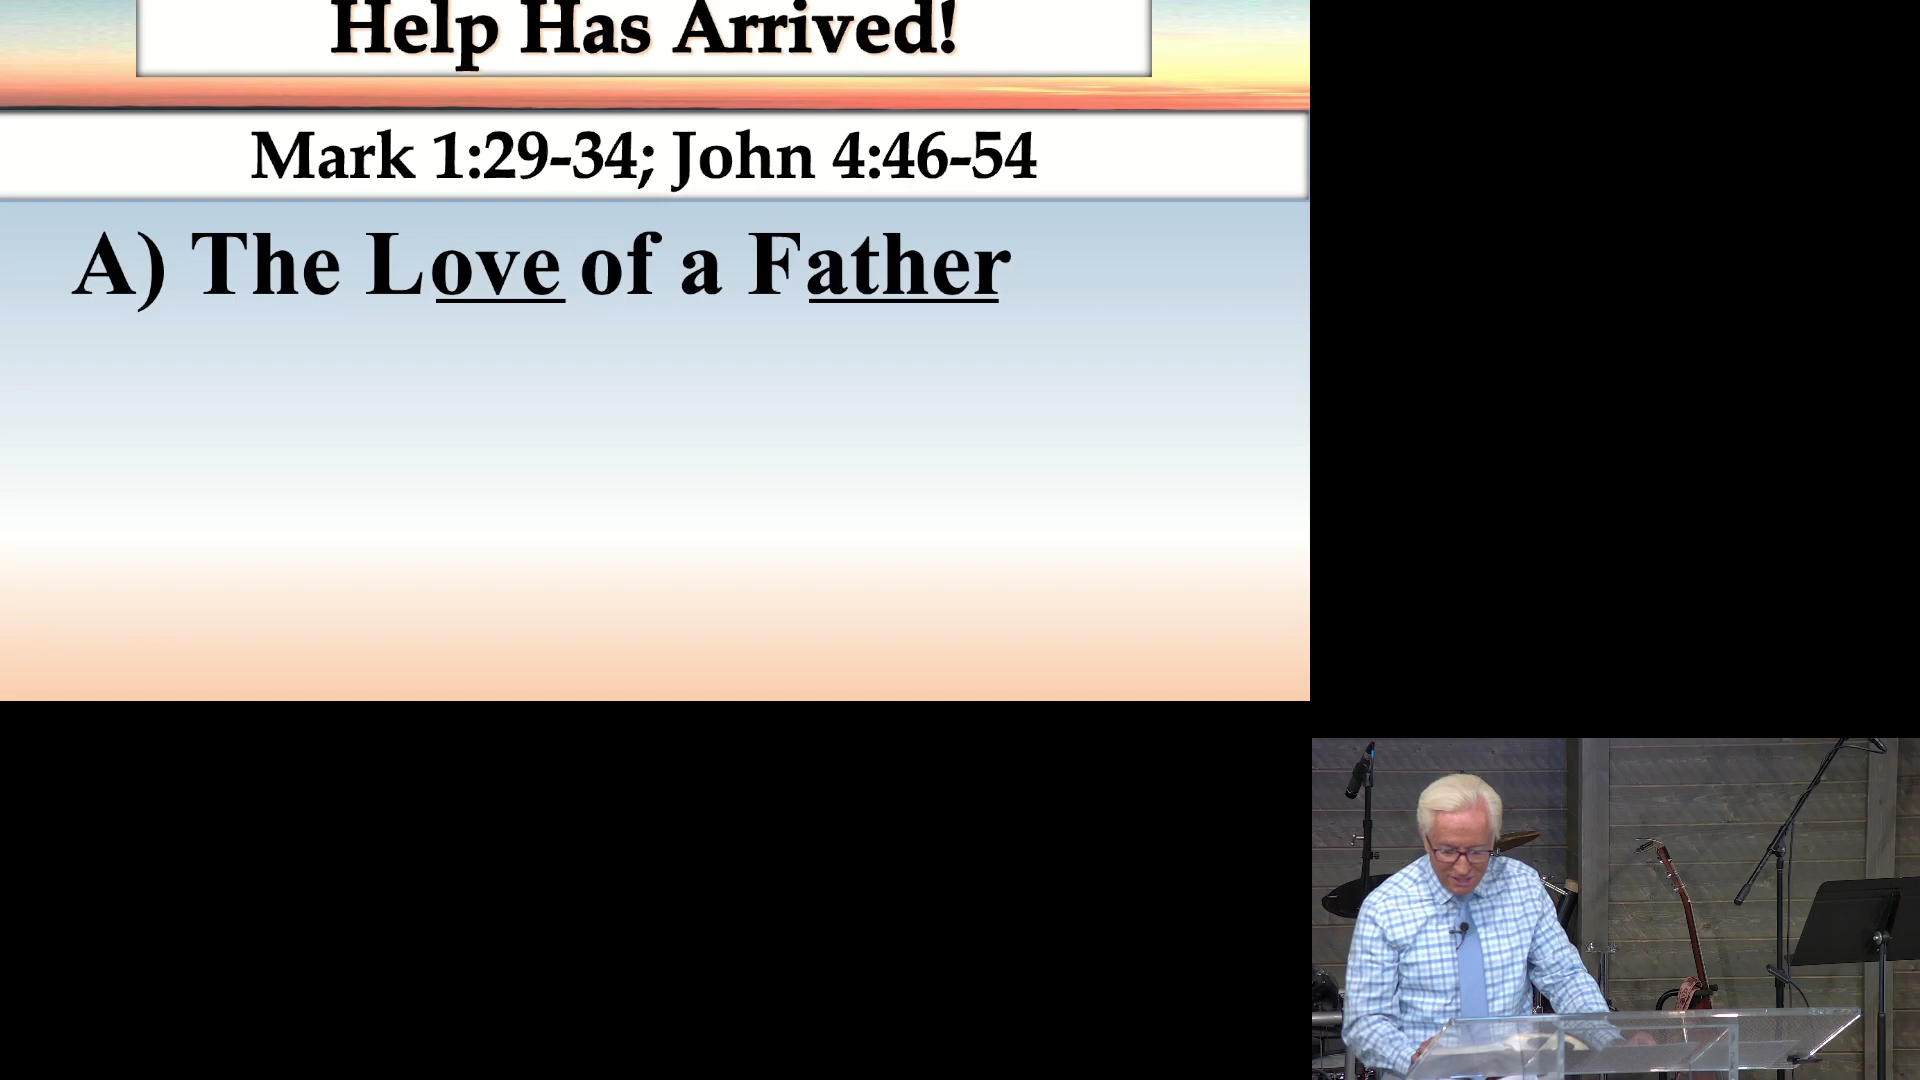 Help Has Arrived!
Mark 1:29-34; John 4:46-54
A) The Love of a Father